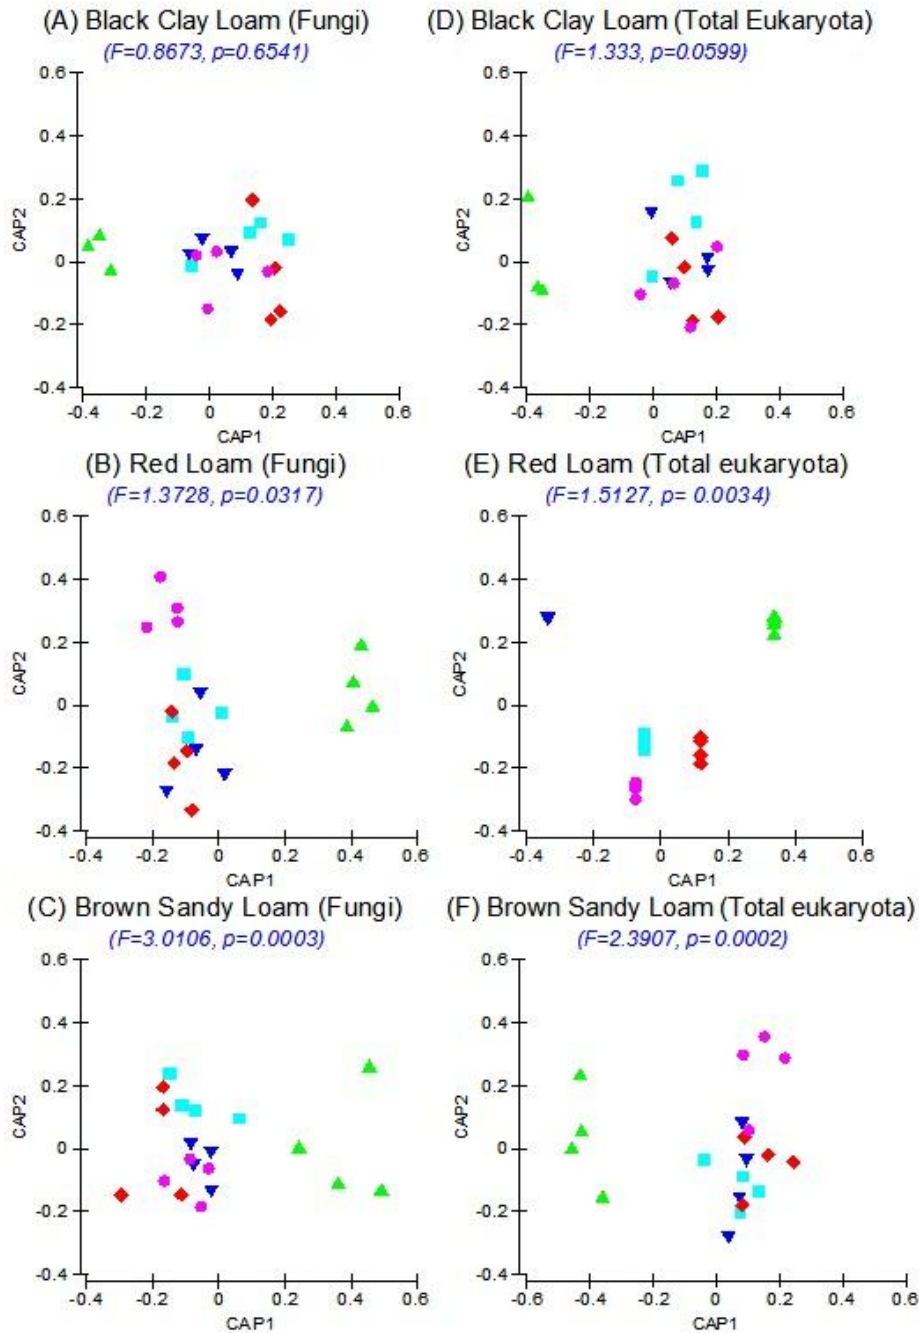 (A) Black Clay Loam (Fungi)
(F=0.8673, p=0.6541)
0.6
0.4
0.2
0
-0.2
-0.4
CAP2
-0.4 -0.2 0 0.2 0.4 0.6
CAP1
(D) Black Clay Loam (Total Eukaryota)
(F=1.333, p=0.0599)
0.6
0.4
0.2
0
-0.2
-0.4
CAP2
-0.4 -0.2 0 0.2 0.4 0.6
CAP1
(B) Red Loam (Fungi)
(F=1.3728, p=0.0317)
0.6
0.4
0.2
0
-0.2
-0.4
CAP2
-0.4 -0.2 0 0.2 0.4 0.6
CAP1
(E) Red Loam (Total eukaryota)
(F=1.5127, p= 0.0034)
0.6
0.4
0.2
0
-0.2
-0.4
CAP2
-0.4 -0.2 0 0.2 0.4 0.6
CAP1
(C) Brown Sandy Loam (Fungi)
(F=3.0106, p=0.0003)
0.6
0.4
0.2
0
-0.2
-0.4
CAP2
-0.4 -0.2 0 0.2 0.4 0.6
CAP1
(F) Brown Sandy Loam (Total eukaryota)
(F=2.3907, p=0.0002)
0.6
0.4
0.2
0
-0.2
-0.4
CAP2
-0.6 -0.4 -0.2 0 0.2 0.4 0.6
CAP1